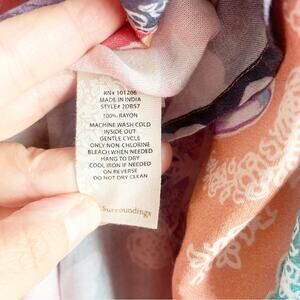 RN# 101206
MADE IN INDIA
STYLE# 20857
100% RAYON
MACHINE WASH COLD
INSIDE OUT
GENTLE CYCLE
ONLY NON-CHLORINE
BLEACH WHEN NEEDED
HANG TO DRY
COOL IRON IF NEEDED
ON REVERSE
DO NOT DRY CLEAN
Surroundings